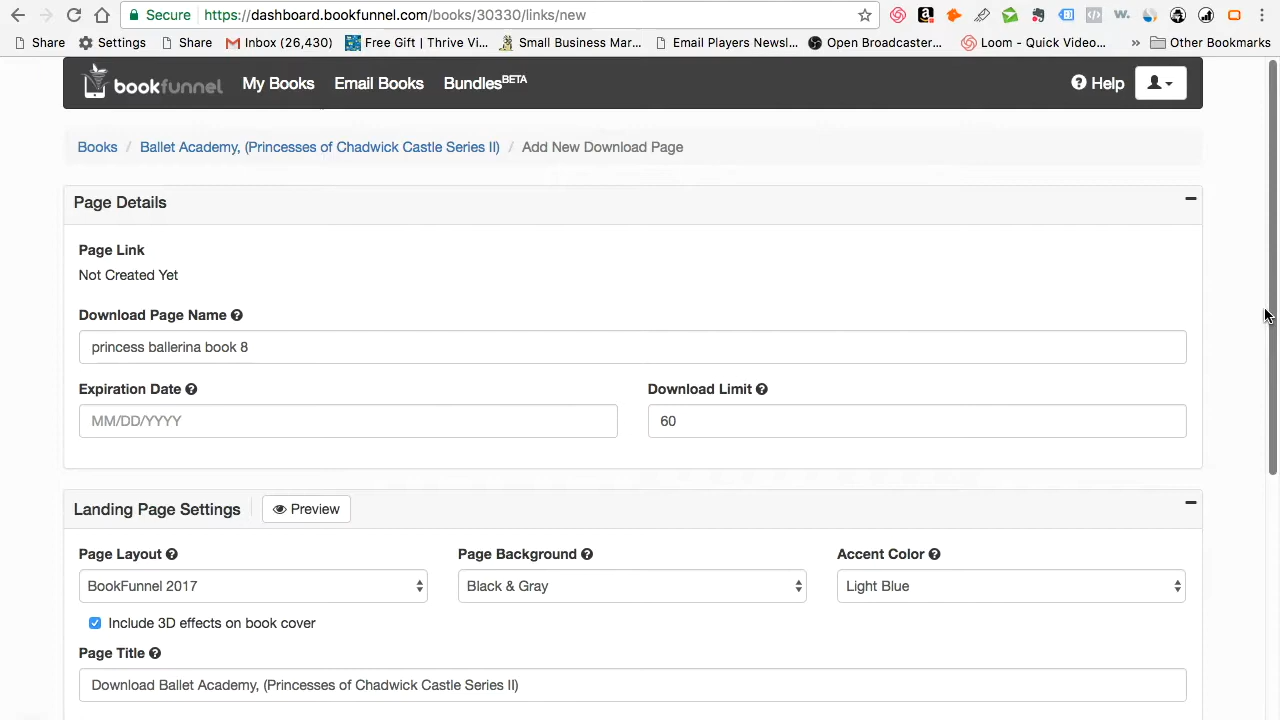 Secure https://dashboard.bookfunnel.com/books/30330/links/new
Share Settings Share Inbox (26,430) Free Gift | Thrive Vi... Small Business Mar... Email Players Newsl... Open Broadcaster... Loom - Quick Video... » Other Bookmarks
bookfunnel My Books Email Books Bundles BETA Help
Books / Ballet Academy, (Princesses of Chadwick Castle Series II) / Add New Download Page
Page Details
Page Link
Not Created Yet
Download Page Name
princess ballerina book 8
Expiration Date Download Limit
MM/DD/YYYY 60
Landing Page Settings Preview
Page Layout Page Background Accent Color
BookFunnel 2017 Black & Gray Light Blue
Include 3D effects on book cover
Page Title
Download Ballet Academy, (Princesses of Chadwick Castle Series II)